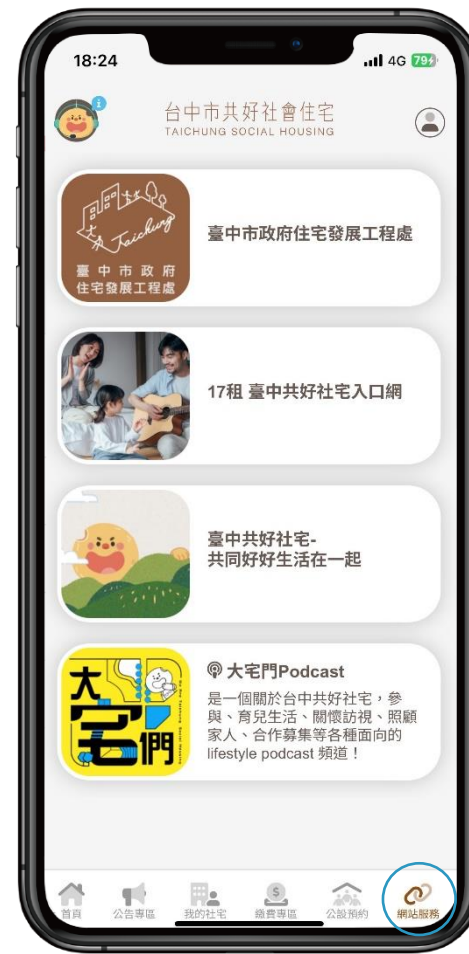 18:24
4G 79
台中市共好社會住宅
TAICHUNG SOCIAL HOUSING
Taichung
臺中市政府
住宅發展工程處
臺中市政府住宅發展工程處
17租 臺中共好社宅入口網
臺中共好社宅-
共同好好生活在一起
大宅們
大宅門Podcast
是一個關於台中共好社宅，參
與、育兒生活、關懷訪視、照顧
家人、合作募集等各種面向的
lifestyle podcast 頻道！
首頁
公告專區
我的社宅
繳費專區
公設預約
網站服務